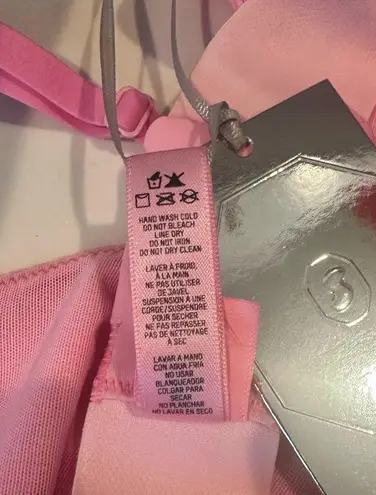 HAND WASH COLD
DO NOT BLEACH
LINE DRY
DO NOT IRON
DO NOT DRY CLEAN
LAVER À FROID,
À LA MAIN
NE PAS UTILISER
DE JAVEL
SUSPENSION À UNE
CORDE/SUSPENDRE
POUR SÉCHER
NE PAS REPASSER
PAS DE NETTOYAGE
À SEC
LAVAR A MANO
CON AGUA FRIA
NO USAR
BLANQUEADOR
COLGAR PARA
SECAR
NO PLANCHAR
NO LAVAR EN SECO
S